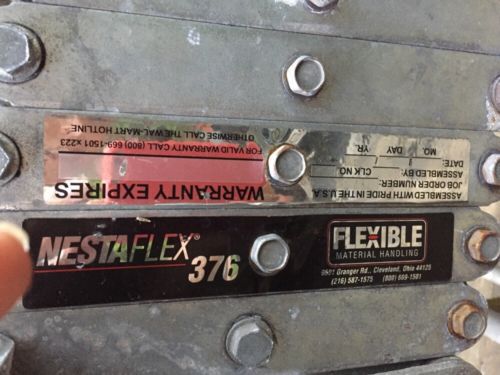 NESTAFLEX® 376
FLEXIBLE
MATERIAL HANDLING
9501 Granger Rd., Cleveland, Ohio 44125
(216) 587-1575 (800) 669-1501
WARRANTY EXPIRES
FOR VALID WARRANTY CALL (800) 669-1501 x223
OTHERWISE CALL THE WAL-MART HOTLINE
ASSEMBLED WITH PRIDE IN THE U.S.A.
JOB ORDER NUMBER:
ASSEMBLED BY: CLK NO.
DATE:
MO. DAY YR.